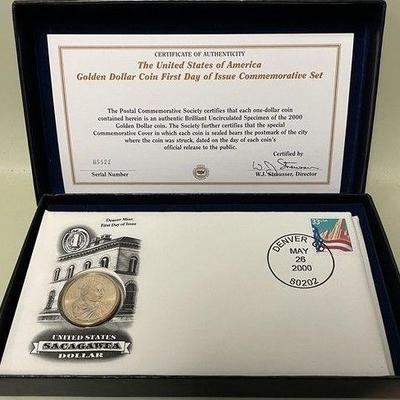 CERTIFICATE OF AUTHENTICITY
The United States of America
Golden Dollar Coin First Day of Issue Commemorative Set
The Postal Commemorative Society certifies that each one-dollar coin
contained herein is an authentic Brilliant Uncirculated Specimen of the 2000
Golden Dollar coin. The Society further certifies that the special
Commemorative Cover in which each coin is sealed bears the postmark of the city
where the coin was struck, dated on the day of each coin's
official release to the public.
Certified by
Serial Number
W.J. Strausser, Director
Denver Mint
First Day of Issue
33
USA
DENVER
MAY
26
2000
80202
UNITED STATES
SACAGAWEA
DOLLAR